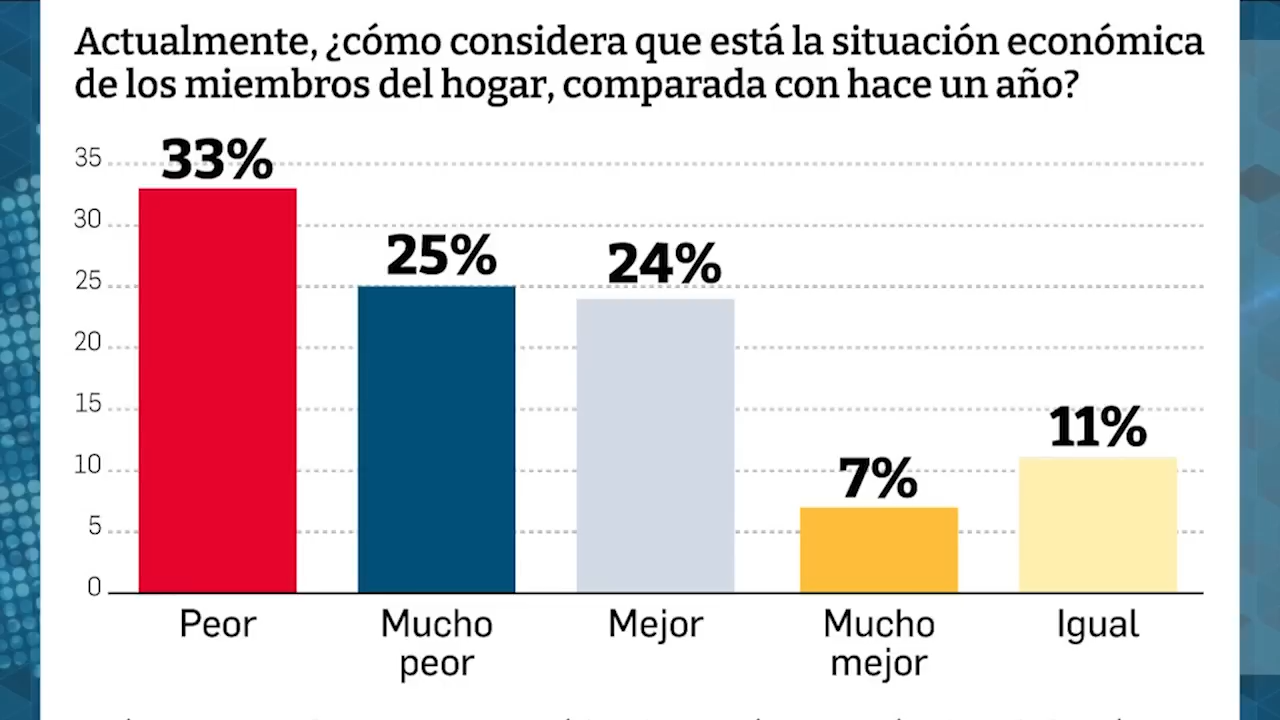 Actualmente, ¿cómo considera que está la situación económica
de los miembros del hogar, comparada con hace un año?
35
30
25
20
15
10
5
0
33%
25%
24%
7%
11%
Peor
Mucho
peor
Mejor
Mucho
mejor
Igual